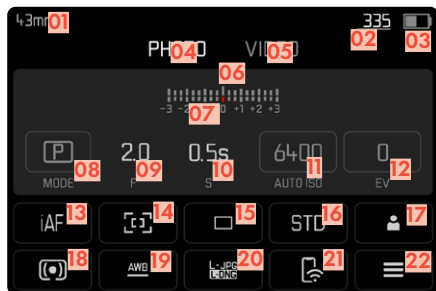 43mm 01
335
02 03
PHOTO 04 VIDEO 05
06
-3 -2 0 +1 +2 +3
07
P 2.0 0.5s 6400 0
08 09 10 11 12
MODE F S AUTO ISO EV
iAF 13 14 15 STD 16 17
18 AWB 19 L-JPG 20 21 22
L-DNG